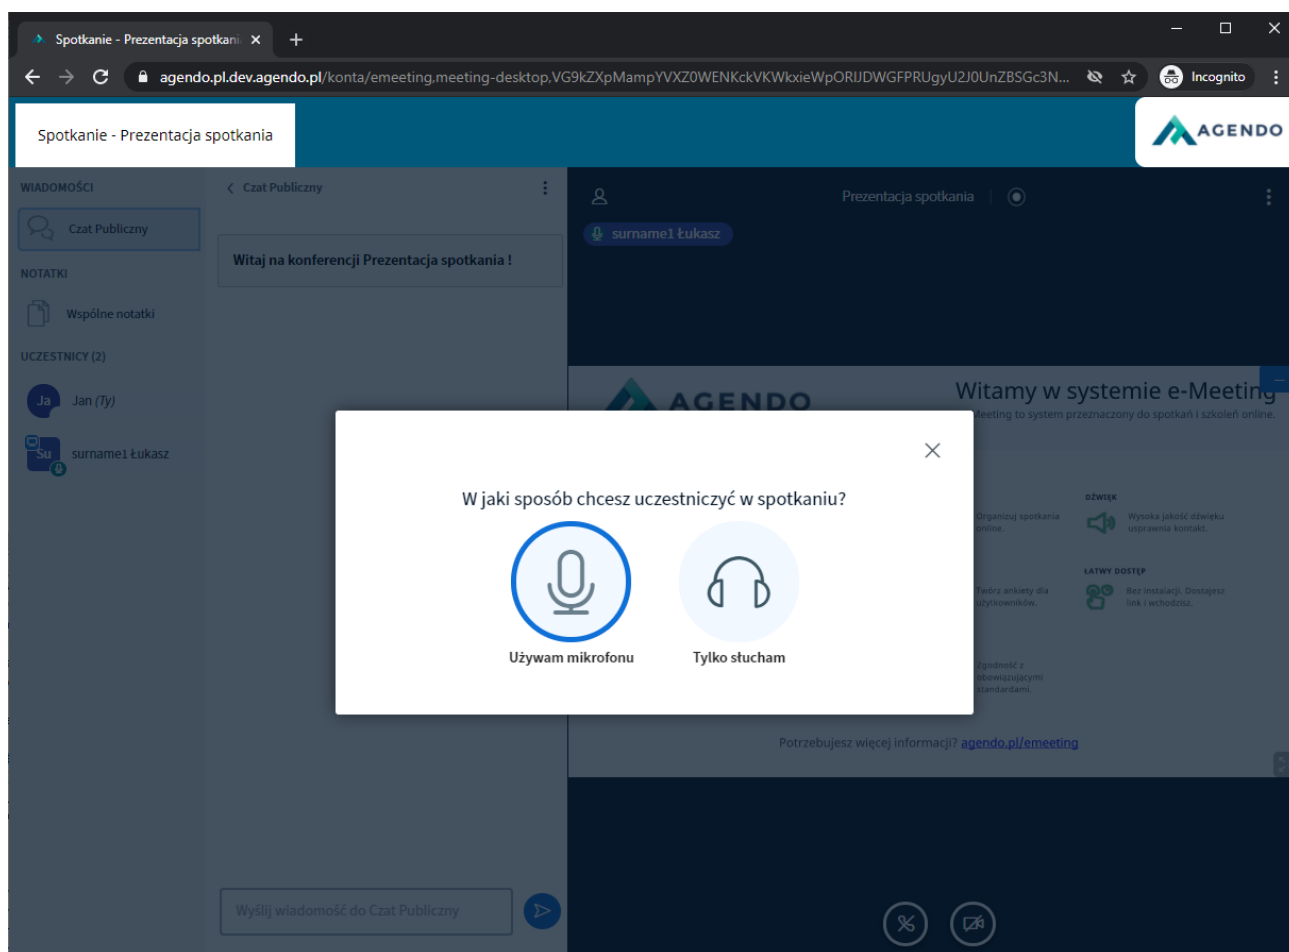 Spotkanie - Prezentacja spotkani
agendo.pl.dev.agendo.pl/konta/emeeting,meeting-desktop,
Incognito
Spotkanie - Prezentacja spotkania
AGENDO
WIADOMOŚCI
Czat Publiczny
NOTATKI
Wspólne notatki
UCZESTNICY (2)
Ja
Jan (Ty)
Su
surname1 Łukasz
Czat Publiczny
Witaj na konferencji Prezentacja spotkania !
Wyślij wiadomość do Czat Publiczny
Prezentacja spotkania
surname1 Łukasz
AGENDO
Witamy w systemie e-Meeting
Meeting to system przeznaczony do spotkań i szkoleń online.
Organizuj spotkania
online.
DŹWIĘK
Wysoka jakość dźwięku
usprawnia kontakt.
Twórz ankiety dla
użytkowników.
ŁATWY DOSTĘP
Bez instalacji. Dostajesz
link i wchodzisz.
Zgodność z
obowiązującymi
standardami.
Potrzebujesz więcej informacji? agendo.pl/emeeting
W jaki sposób chcesz uczestniczyć w spotkaniu?
Używam mikrofonu
Tylko słucham